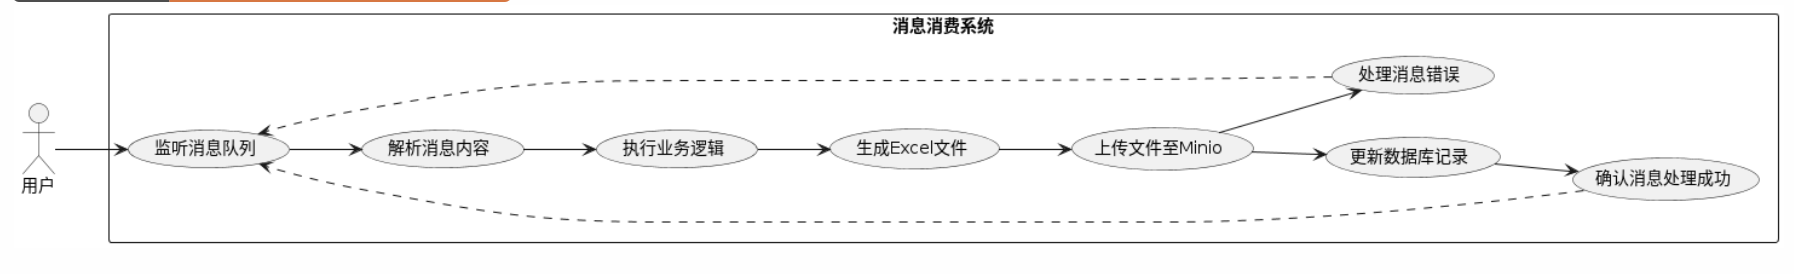 消息消费系统
处理消息错误
用户
监听消息队列
解析消息内容
执行业务逻辑
生成Excel文件
上传文件至Minio
更新数据库记录
确认消息处理成功